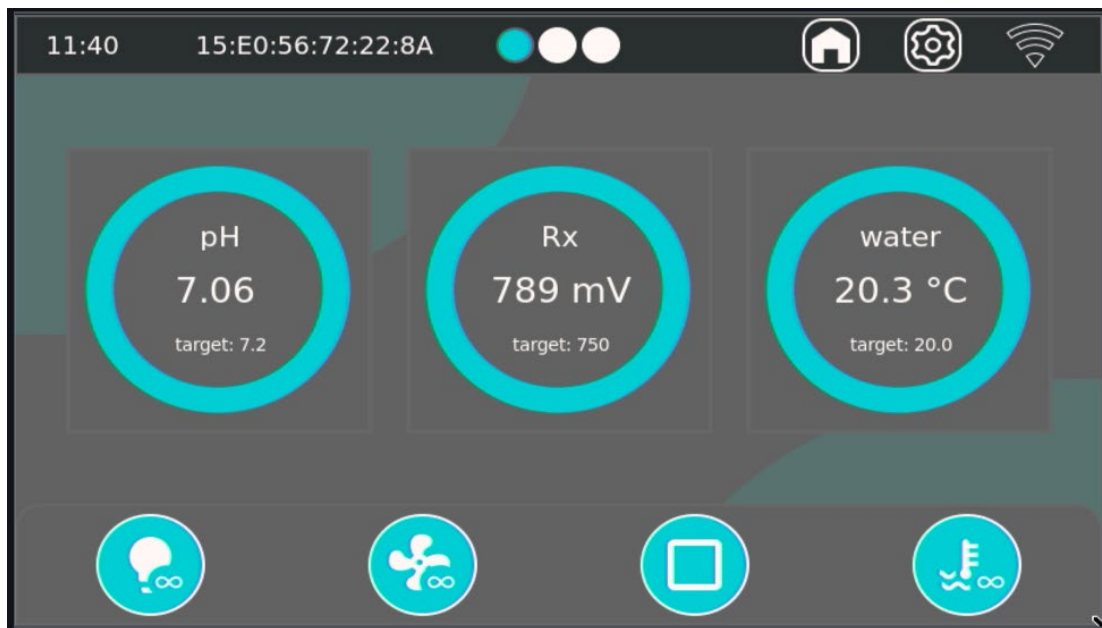 11:40 15:E0:56:72:22:8A
pH
7.06
target: 7.2
Rx
789 mV
target: 750
water
20.3 °C
target: 20.0
∞
∞
∞